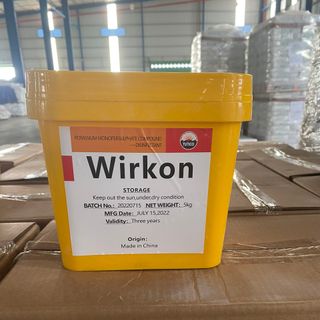 POTASSIUM MONOPERSULPHATE COMPOUND
—DISINFECTANT
Wirkon
STORAGE
Keep out the sun,under,dry condition
BATCH No.: 20220715 NET WEIGHT: 5kg
MFG Date: JULY 15,2022
Validity: Three years
Origin:
Made in China